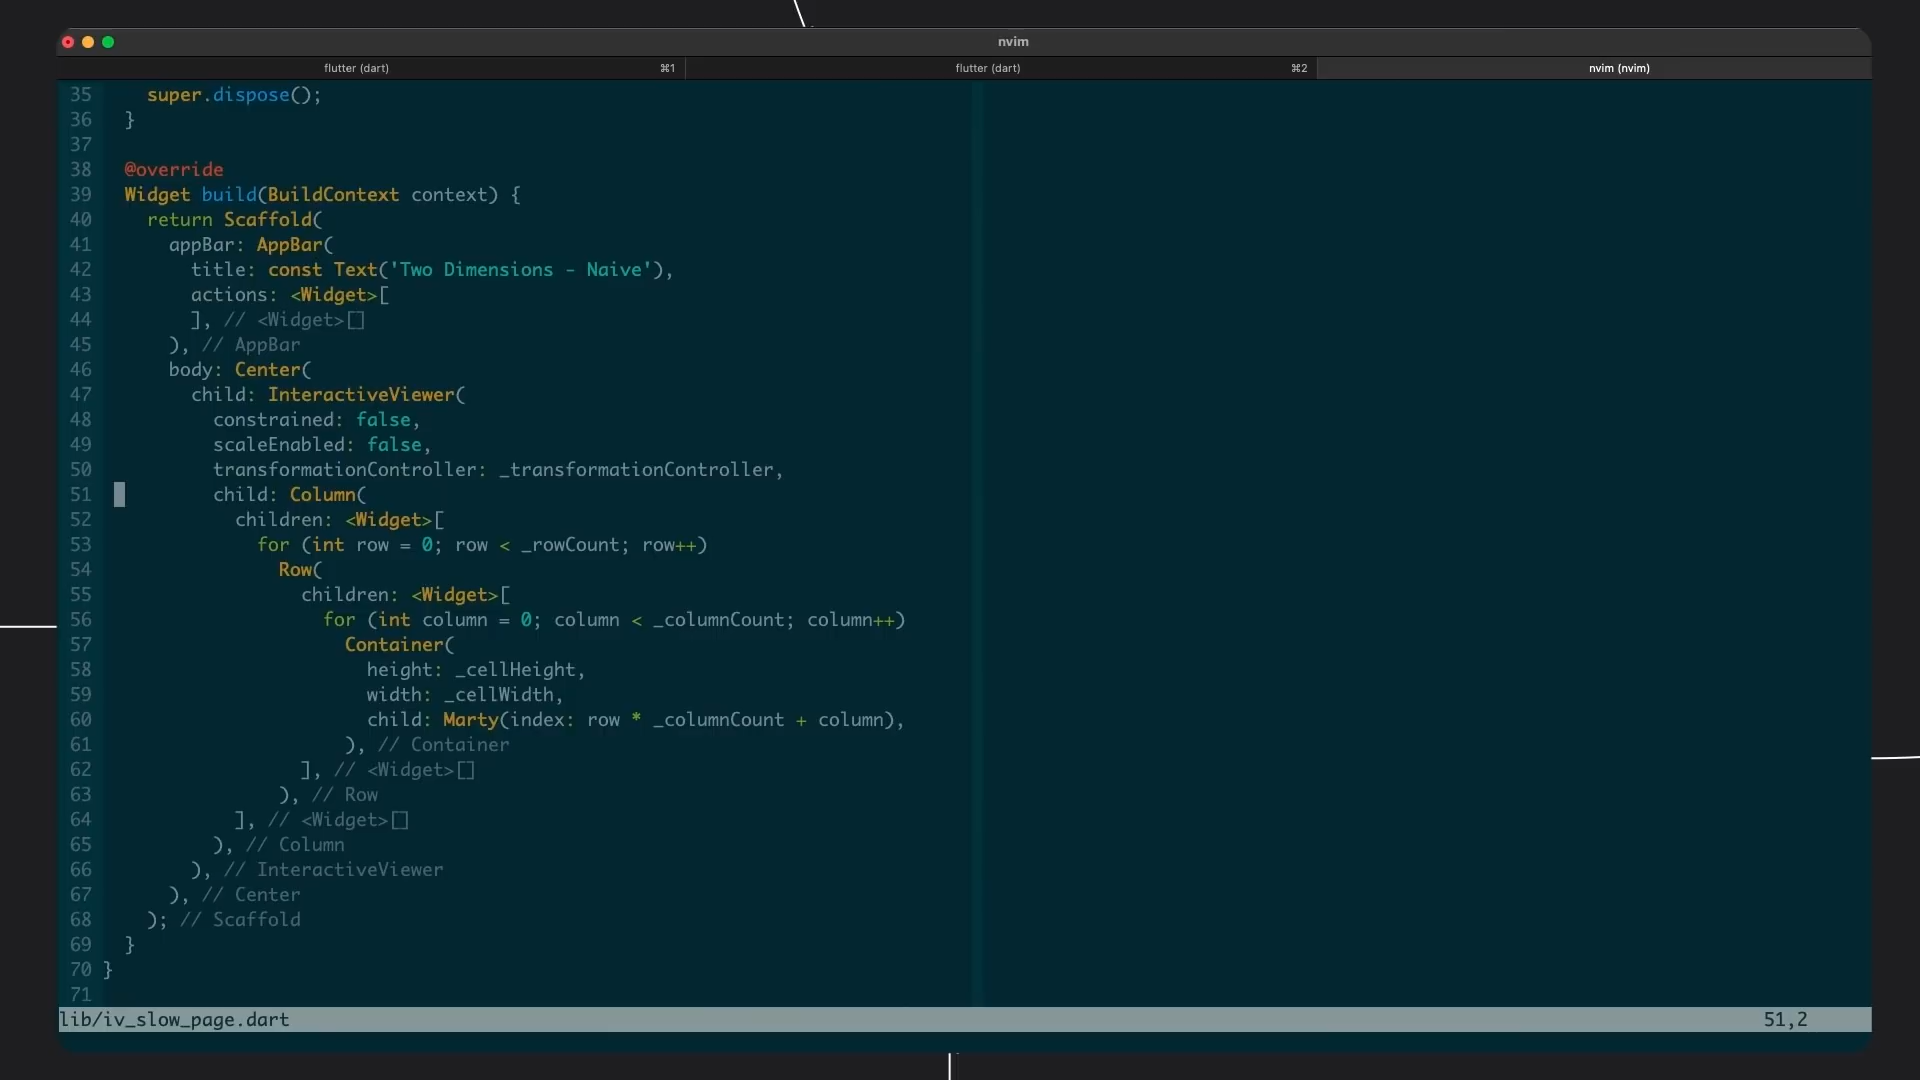 nvim
flutter (dart) ⌘1 flutter (dart) ⌘2 nvim (nvim)
35 super.dispose();
36 }
37
38 @override
39 Widget build(BuildContext context) {
40 return Scaffold(
41 appBar: AppBar(
42 title: const Text('Two Dimensions - Naive'),
43 actions: <Widget>[
44 ], // <Widget>[]
45 ), // AppBar
46 body: Center(
47 child: InteractiveViewer(
48 constrained: false,
49 scaleEnabled: false,
50 transformationController: _transformationController,
51 child: Column(
52 children: <Widget>[
53 for (int row = 0; row < _rowCount; row++)
54 Row(
55 children: <Widget>[
56 for (int column = 0; column < _columnCount; column++)
57 Container(
58 height: _cellHeight,
59 width: _cellWidth,
60 child: Marty(index: row * _columnCount + column),
61 ), // Container
62 ], // <Widget>[]
63 ), // Row
64 ], // <Widget>[]
65 ), // Column
66 ), // InteractiveViewer
67 ), // Center
68 ); // Scaffold
69 }
70 }
71
lib/iv_slow_page.dart 51,2